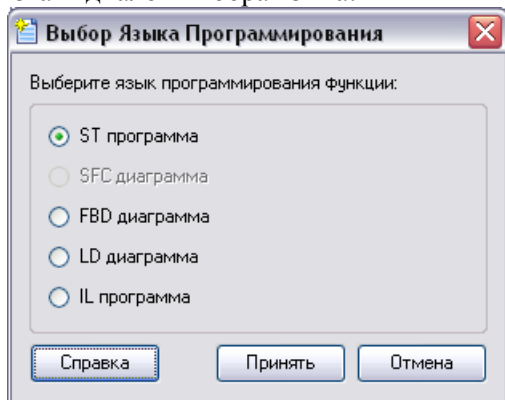 Выбор Языка Программирования
Выберите язык программирования функции:
ST программа
SFC диаграмма
FBD диаграмма
LD диаграмма
IL программа
Справка
Принять
Отмена